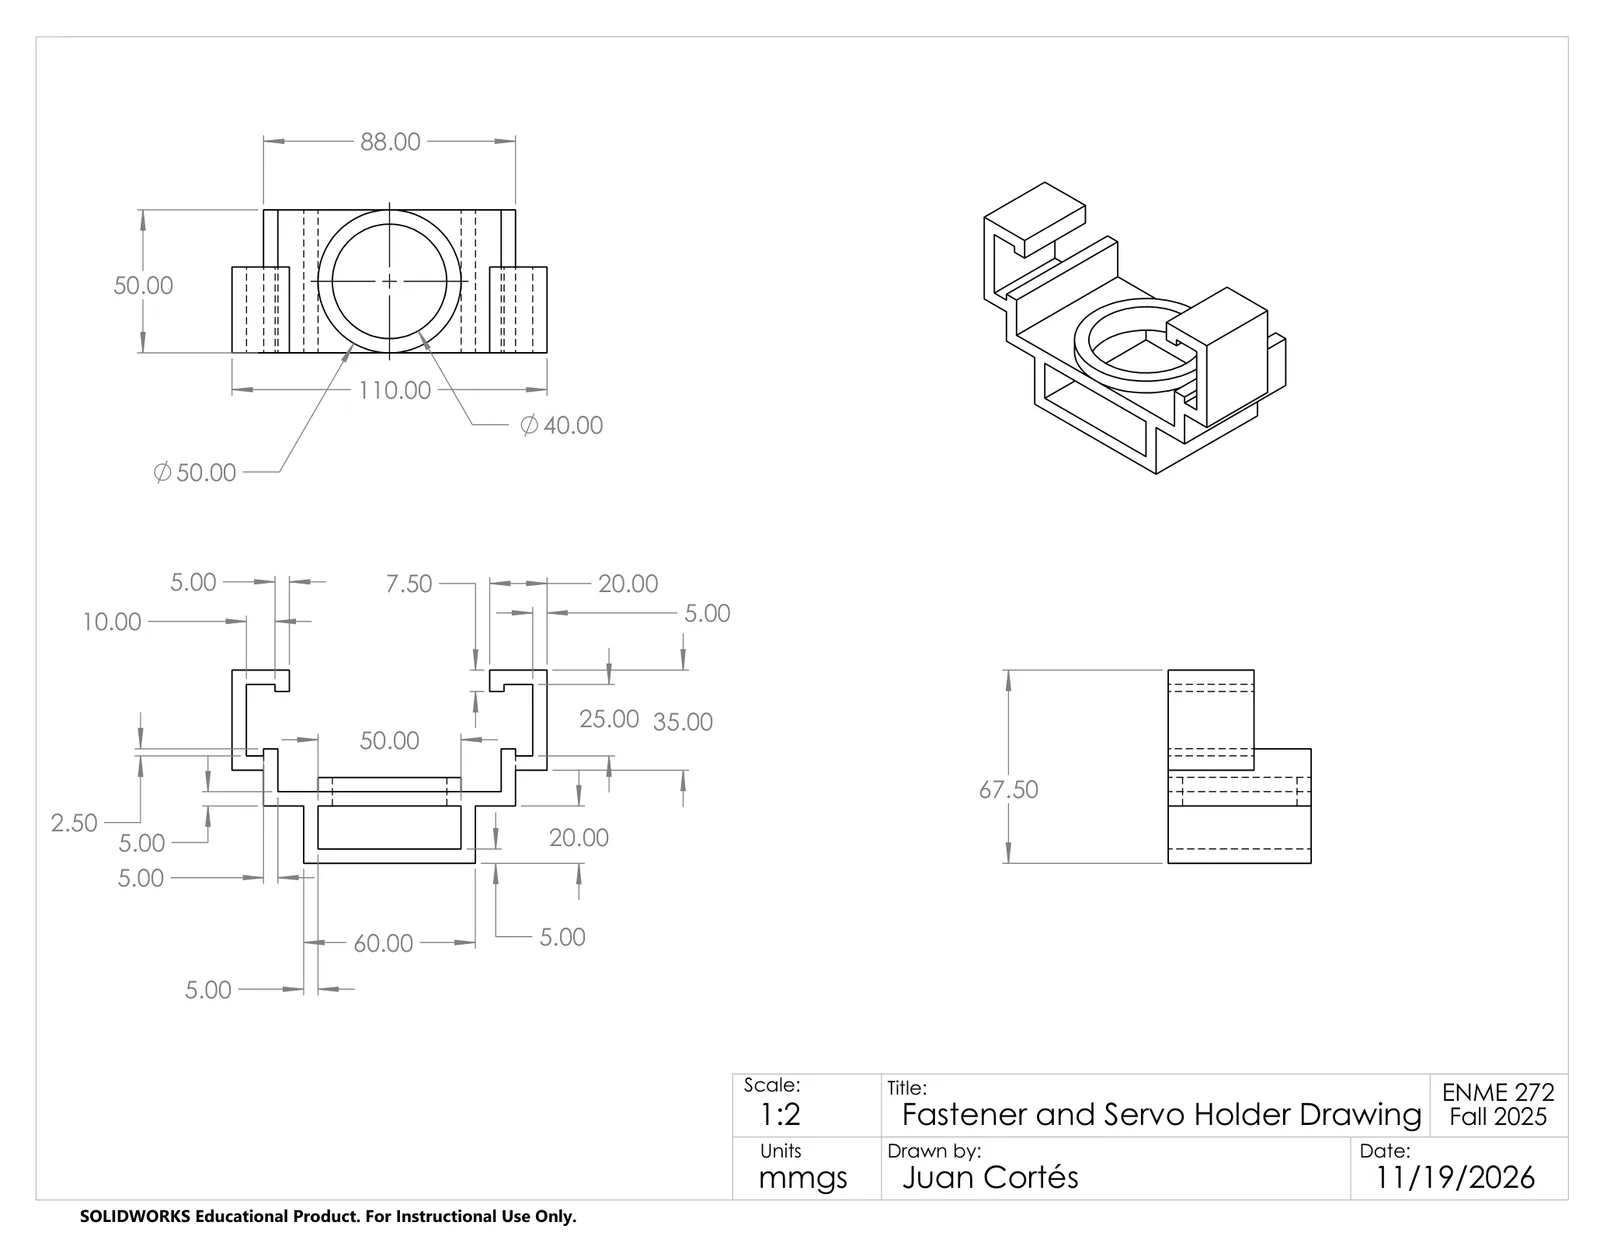 88.00
50.00
110.00
∅40.00
∅50.00
5.00
7.50
20.00
10.00
5.00
25.00
35.00
50.00
67.50
2.50
5.00
20.00
5.00
60.00
5.00
5.00
Scale:
1:2
Title:
Fastener and Servo Holder Drawing
ENME 272
Fall 2025
Units
mmgs
Drawn by:
Juan Cortés
Date:
11/19/2026
SOLIDWORKS Educational Product. For Instructional Use Only.